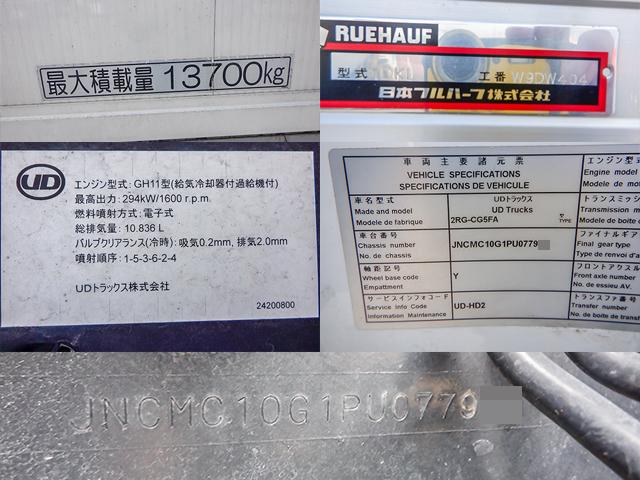 最大積載量 13700kg
RUEHAUF
型式
工番 W9DW404
日本フルハーフ株式会社
UD
エンジン型式: GH11型(給気冷却器付過給機付)
最高出力: 294kW/1600 r.p.m.
燃料噴射方式: 電子式
総排気量: 10.836 L
バルブクリアランス(冷時): 吸気0.2mm, 排気2.0mm
噴射順序: 1-5-3-6-2-4
UDトラックス株式会社
24200800
車両主要諸元票
VEHICLE SPECIFICATIONS
SPECIFICATIONS DE VEHICULE
車名型式
Made and model
Modele de fabrique
UDトラックス
UD Trucks
2RG-CG5FA
型
TYPE
車台番号
Chassis number
No. de chassis
JNCMC10G1PU0779
軸距記号
Wheel base code
Empattment
Y
サービスインフォコード
Service info Code
Information Maintenance
UD-HD2
エンジン型
Engine model
Modele du mo
トランスミッ
Transmission m
Modele de boite
ファイナルギア
Final gear type
Type de renvoi d'a
フロントアクス
Front axle number
No. de essieu AV.
トランスファ番号
Transfer number
No. de boite de transf
JNCMC10G1PU0779